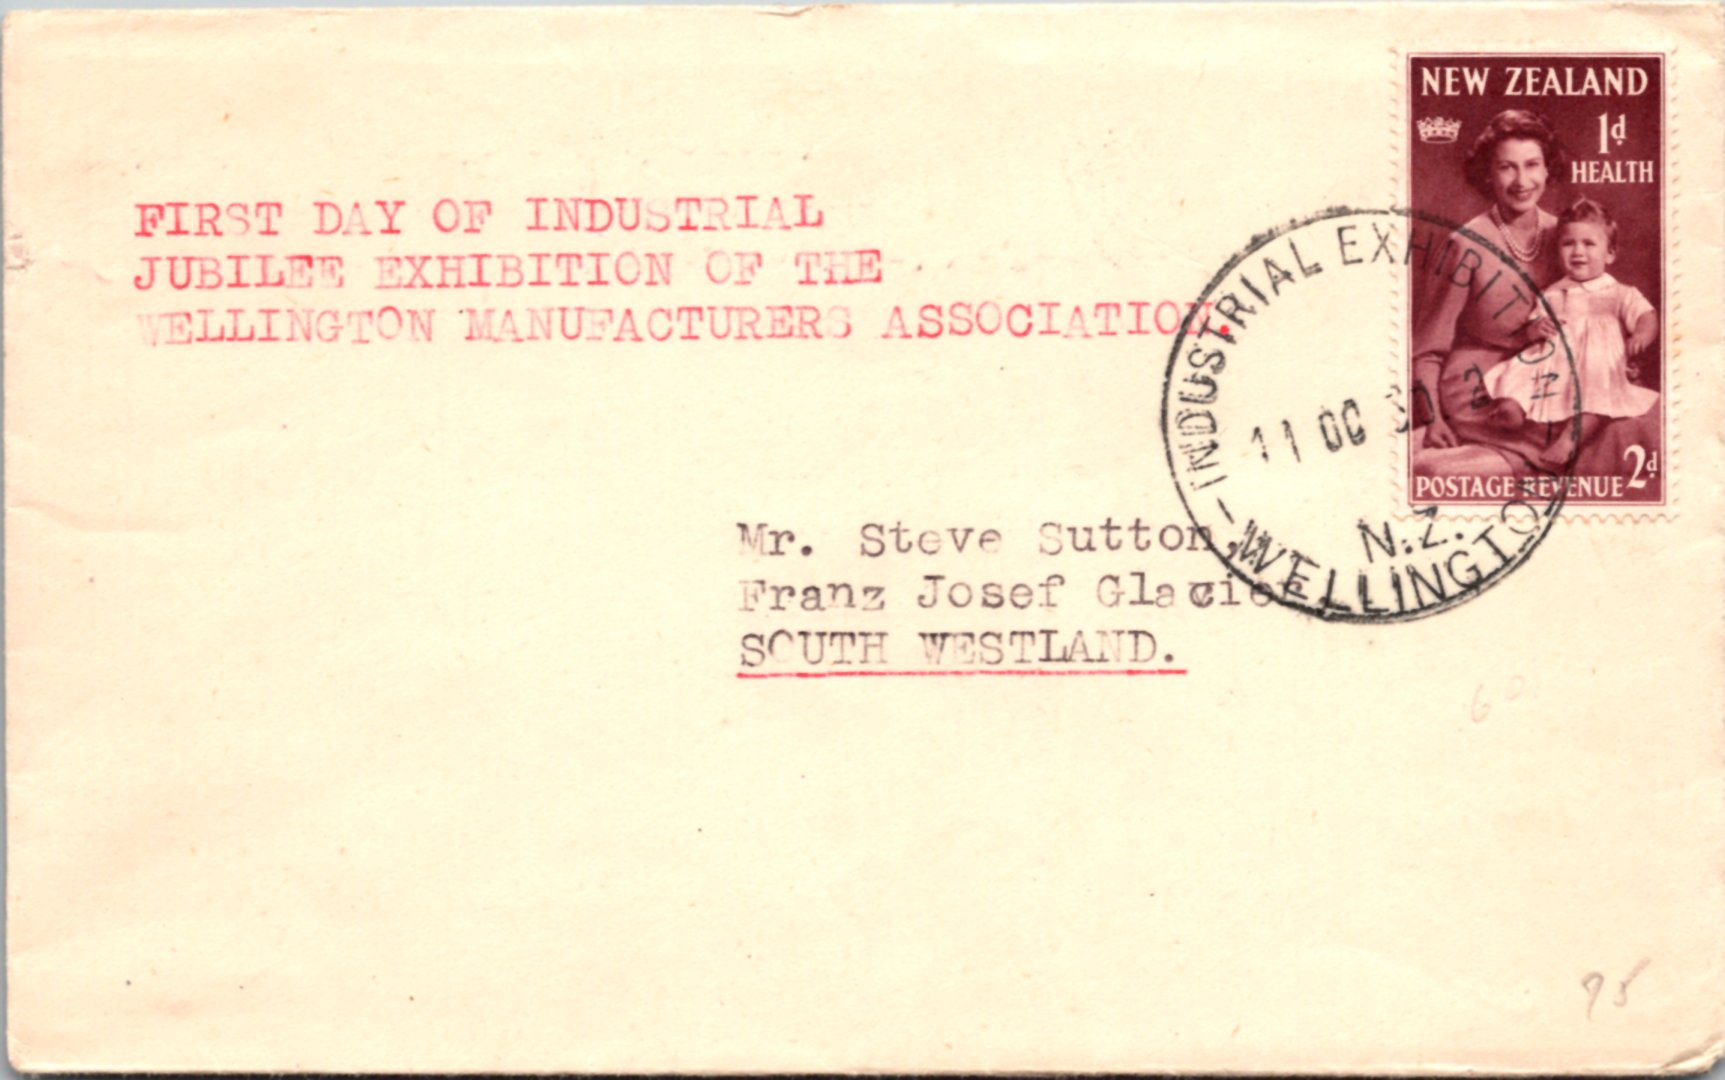 FIRST DAY OF INDUSTRIAL
JUBILEE EXHIBITION OF THE
WELLINGTON MANUFACTURERS ASSOCIATION.
NEW ZEALAND
1d
HEALTH
POSTAGE REVENUE 2d
INDUSTRIAL EXHIBITION
11 OC
N.Z.
WELLINGTON
Mr. Steve Sutton,
Franz Josef Glacier
SOUTH WESTLAND.
60